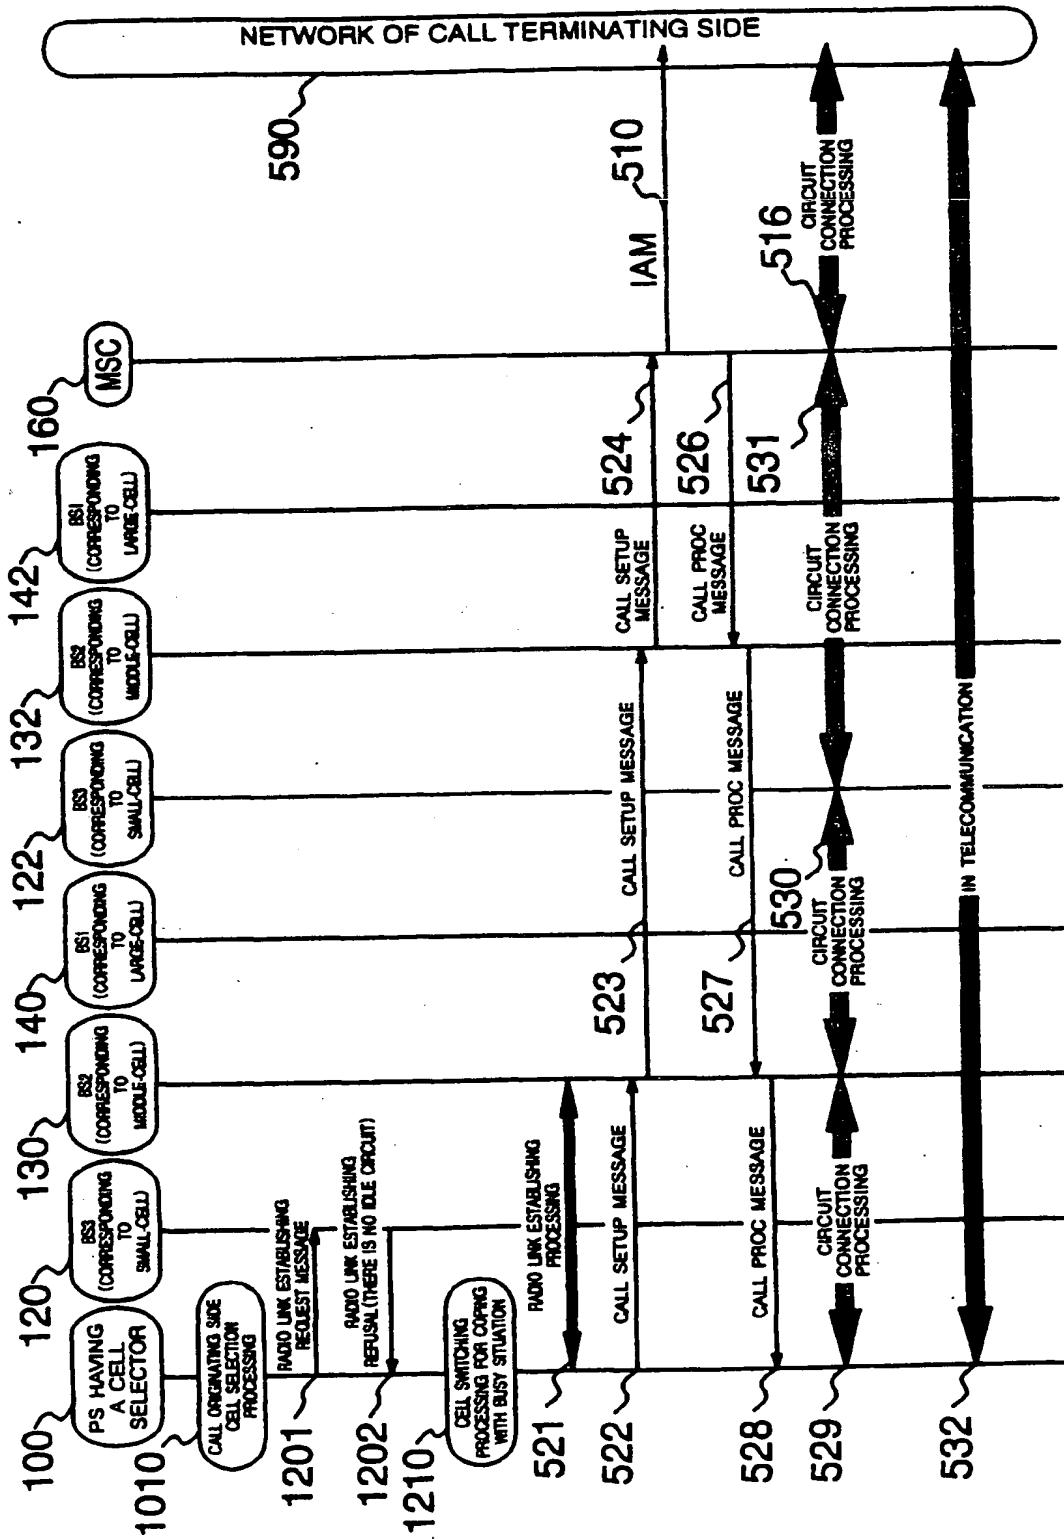 100
PS HAVING
A CELL
SELECTOR
120
BS3
(CORRESPONDING
TO
SMALL-CELL)
130
BS2
(CORRESPONDING
TO
MIDDLE-CELL)
140
BS1
(CORRESPONDING
TO
LARGE-CELL)
122
BS3
(CORRESPONDING
TO
SMALL-CELL)
132
BS2
(CORRESPONDING
TO
MIDDLE-CELL)
142
BS1
(CORRESPONDING
TO
LARGE-CELL)
160
MSC
590
NETWORK OF CALL TERMINATING SIDE
1010
CALL ORIGINATING SIDE
CELL SELECTION
PROCESSING
1201
RADIO LINK ESTABLISHING
REQUEST MESSAGE
1202
RADIO LINK ESTABLISHING
REFUSAL (THERE IS NO IDLE CIRCUIT)
1210
CELL SWITCHING
PROCESSING FOR COPING
WITH BUSY SITUATION
521
RADIO LINK ESTABLISHING
PROCESSING
522
CALL SETUP MESSAGE
523
CALL SETUP MESSAGE
524
CALL SETUP
MESSAGE
IAM
510
526
CALL PROC
MESSAGE
527
CALL PROC MESSAGE
528
CALL PROC MESSAGE
529
CIRCUIT
CONNECTION
PROCESSING
530
CIRCUIT
CONNECTION
PROCESSING
531
CIRCUIT
CONNECTION
PROCESSING
516
CIRCUIT
CONNECTION
PROCESSING
532
IN TELECOMMUNICATION